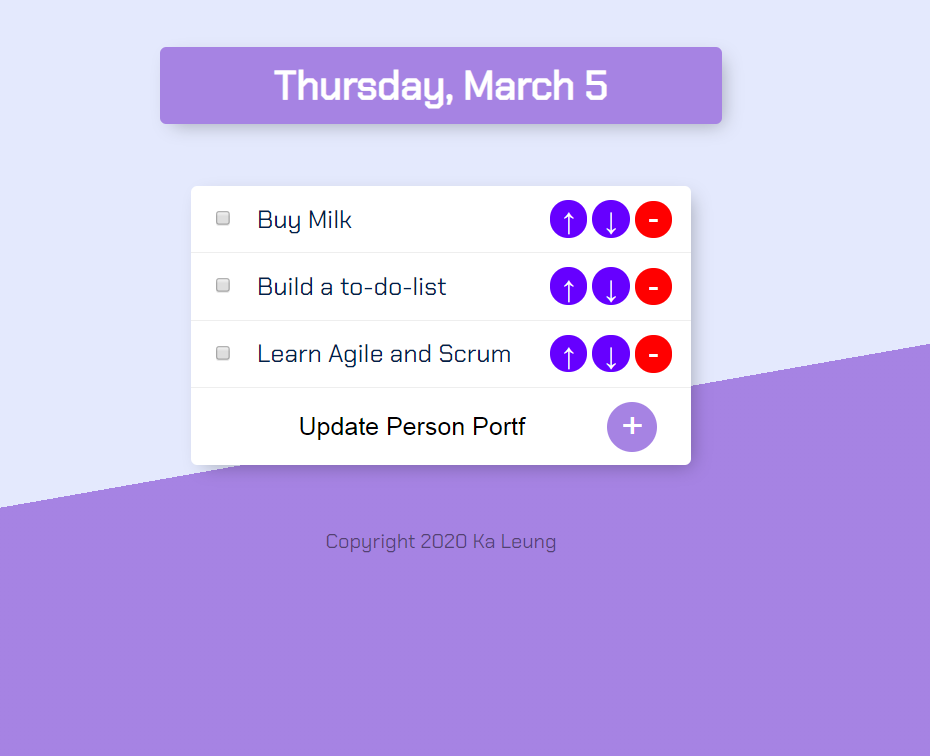 Thursday, March 5
Buy Milk ↑ ↓ -
Build a to-do-list ↑ ↓ -
Learn Agile and Scrum ↑ ↓ -
Update Person Portf +
Copyright 2020 Ka Leung